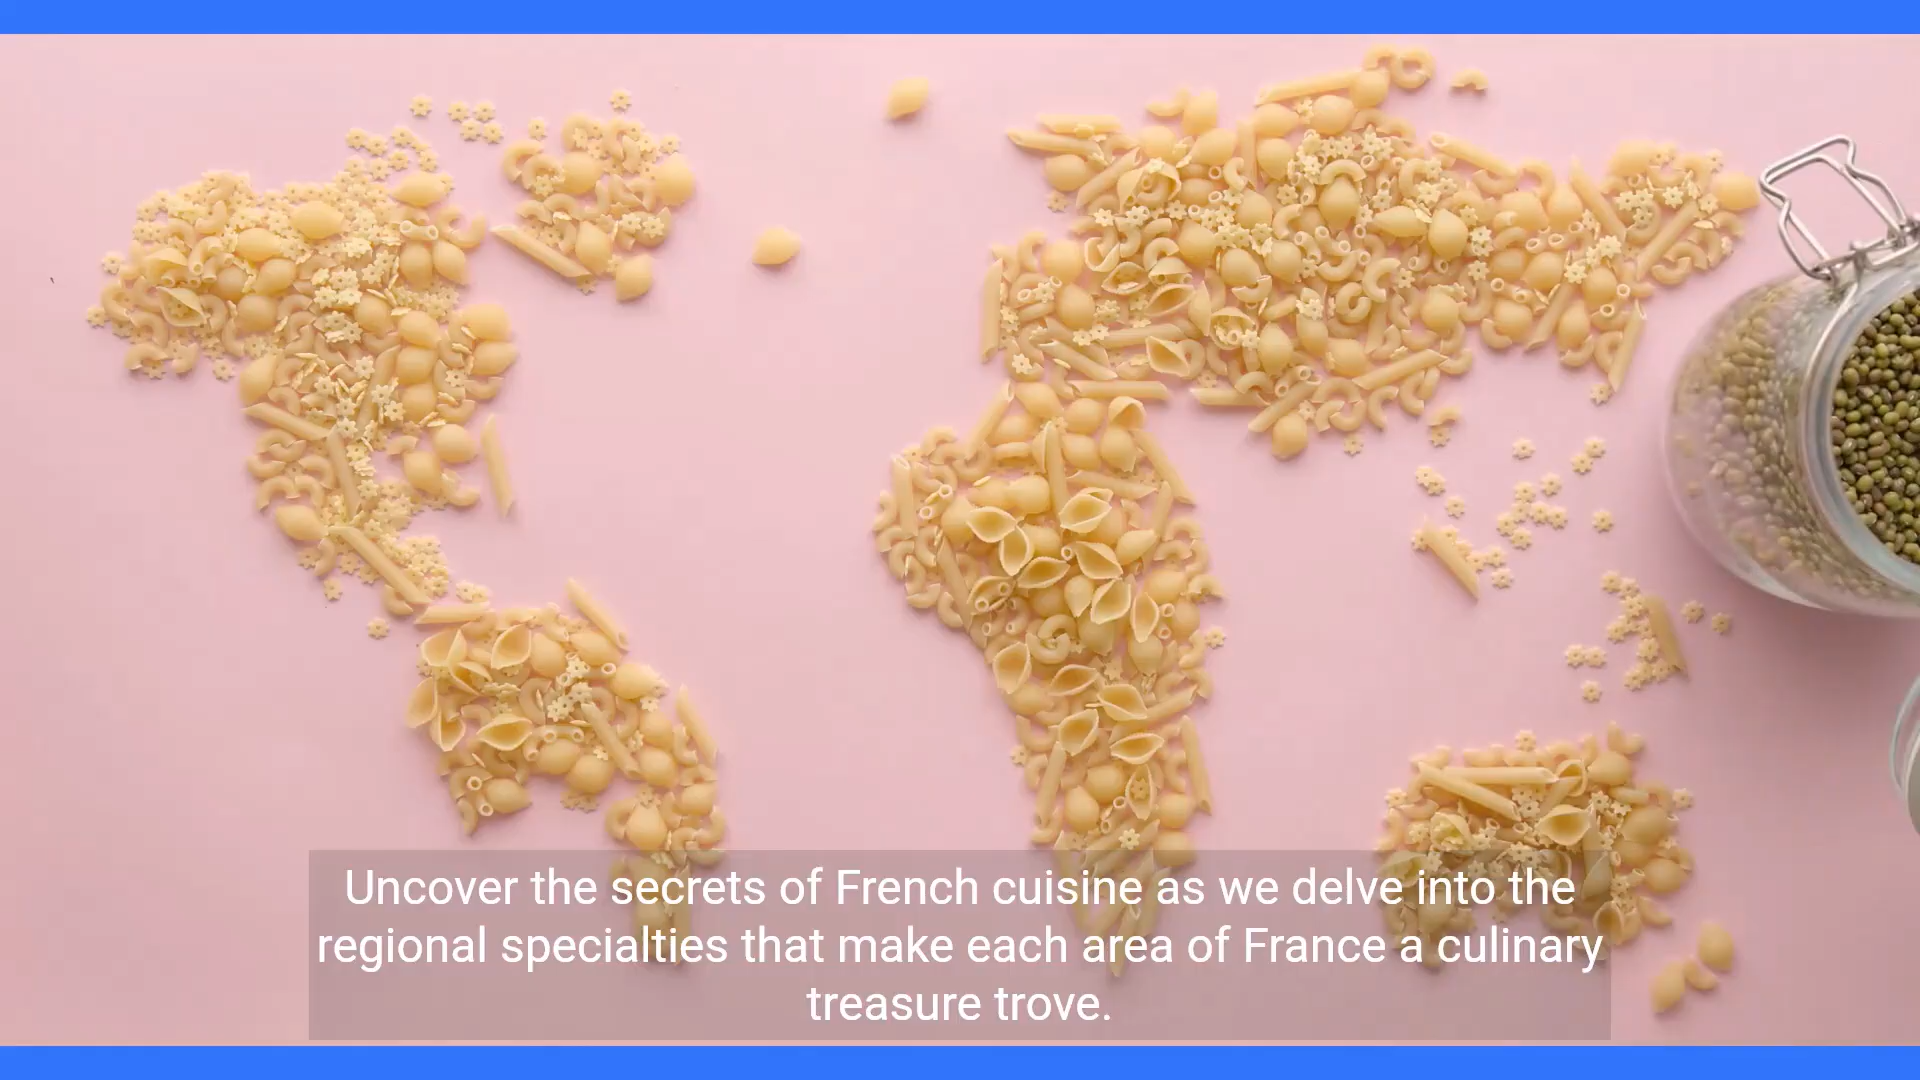 Uncover the secrets of French cuisine as we delve into the
regional specialties that make each area of France a culinary
treasure trove.